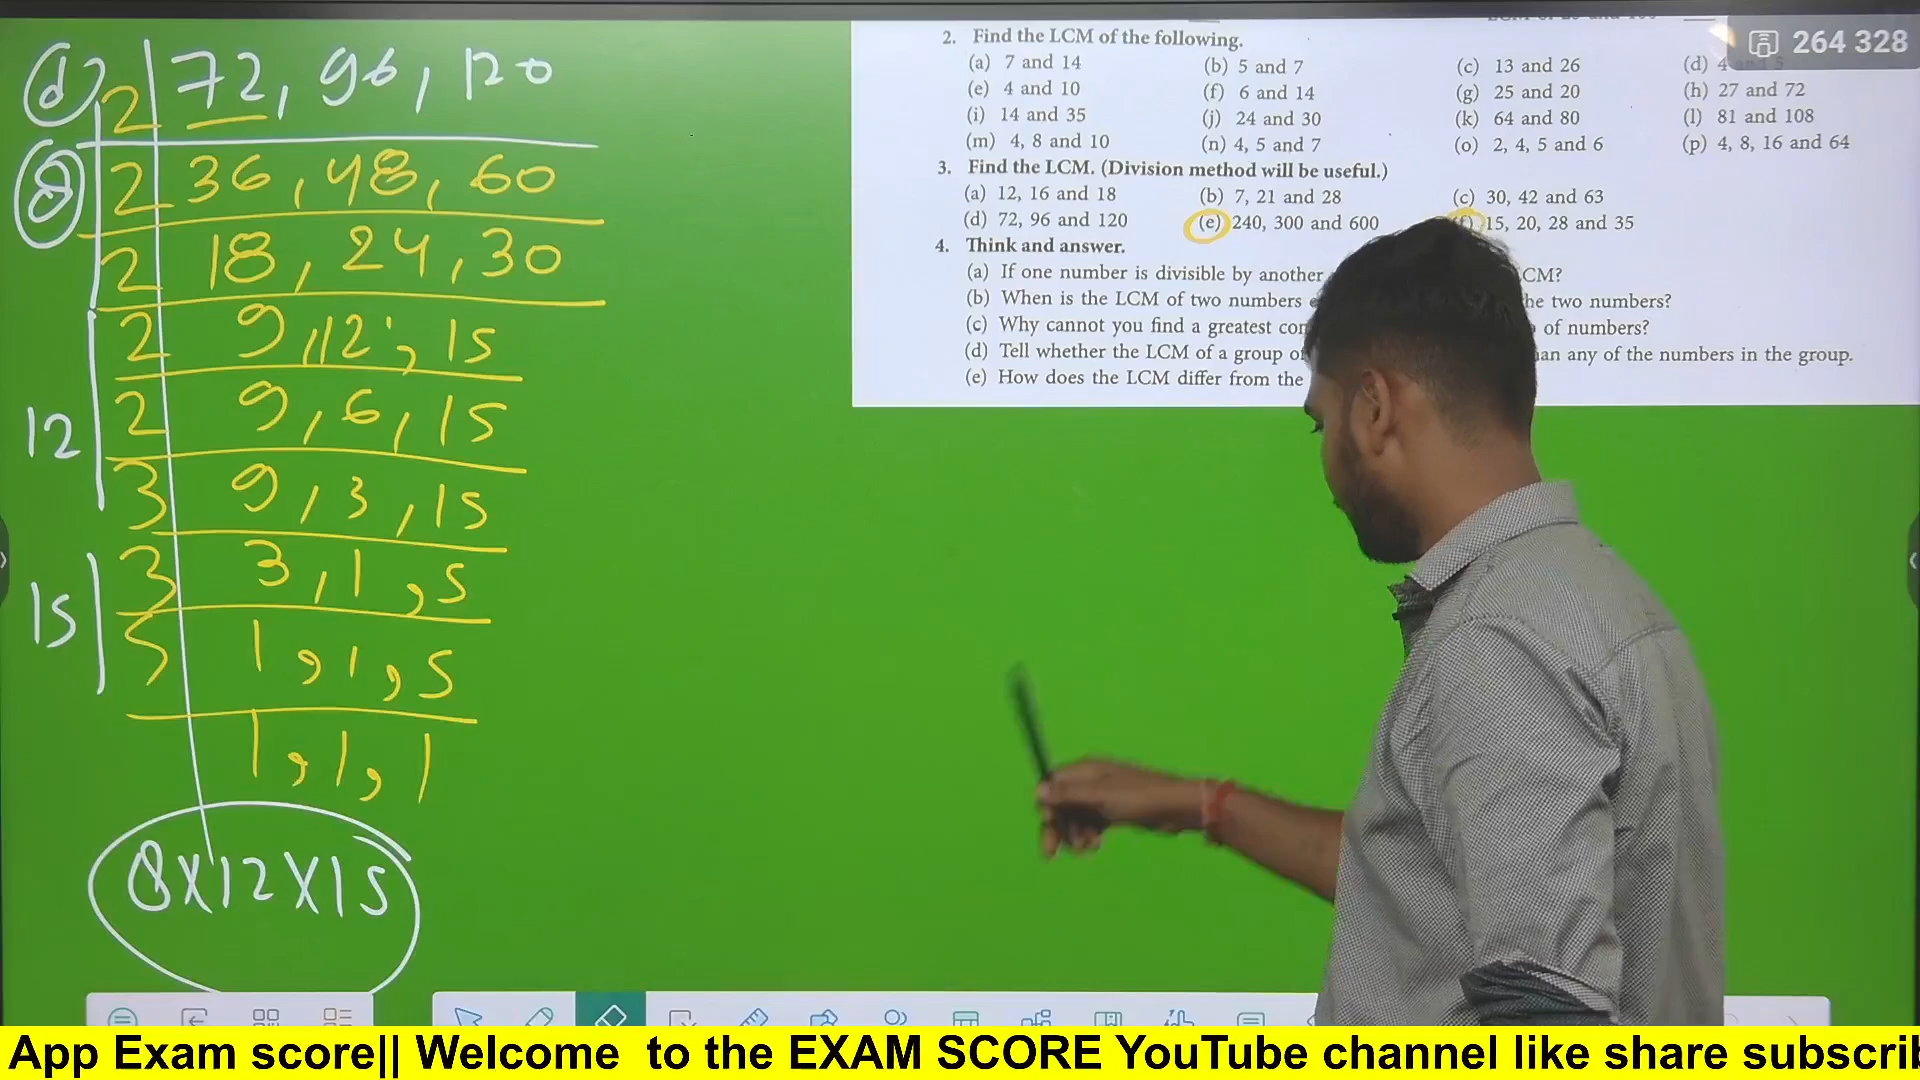 (d) 2 72, 96, 120
8 2 36, 48, 60
2 18, 24, 30
2 9, 12, 15
12 2 9, 6, 15
3 9, 3, 15
3 3, 1, 5
15 5 1, 1, 5
1, 1, 1
8X12X15
264 328
2. Find the LCM of the following.
(a) 7 and 14 (b) 5 and 7 (c) 13 and 26 (d) 4 and 5
(e) 4 and 10 (f) 6 and 14 (g) 25 and 20 (h) 27 and 72
(i) 14 and 35 (j) 24 and 30 (k) 64 and 80 (l) 81 and 108
(m) 4, 8 and 10 (n) 4, 5 and 7 (o) 2, 4, 5 and 6 (p) 4, 8, 16 and 64
3. Find the LCM. (Division method will be useful.)
(a) 12, 16 and 18 (b) 7, 21 and 28 (c) 30, 42 and 63
(d) 72, 96 and 120 (e) 240, 300 and 600 (f) 15, 20, 28 and 35
4. Think and answer.
(a) If one number is divisible by another CM?
(b) When is the LCM of two numbers he two numbers?
(c) Why cannot you find a greatest com of numbers?
(d) Tell whether the LCM of a group of an any of the numbers in the group.
(e) How does the LCM differ from the
App Exam score|| Welcome to the EXAM SCORE YouTube channel like share subscrib